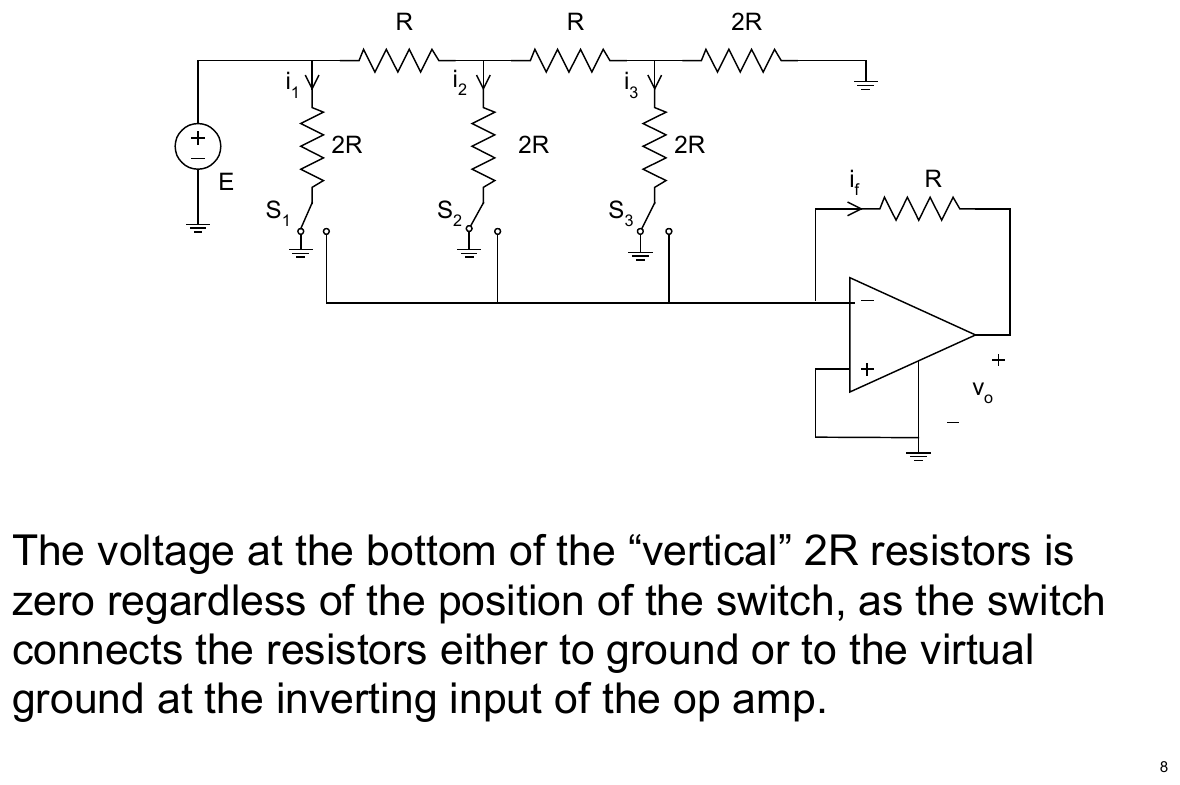 R R 2R
i1 i2 i3
2R 2R 2R
+
−
E
S1 S2 S3
if R
−
+
+
vo
−
The voltage at the bottom of the “vertical” 2R resistors is
zero regardless of the position of the switch, as the switch
connects the resistors either to ground or to the virtual
ground at the inverting input of the op amp.
8